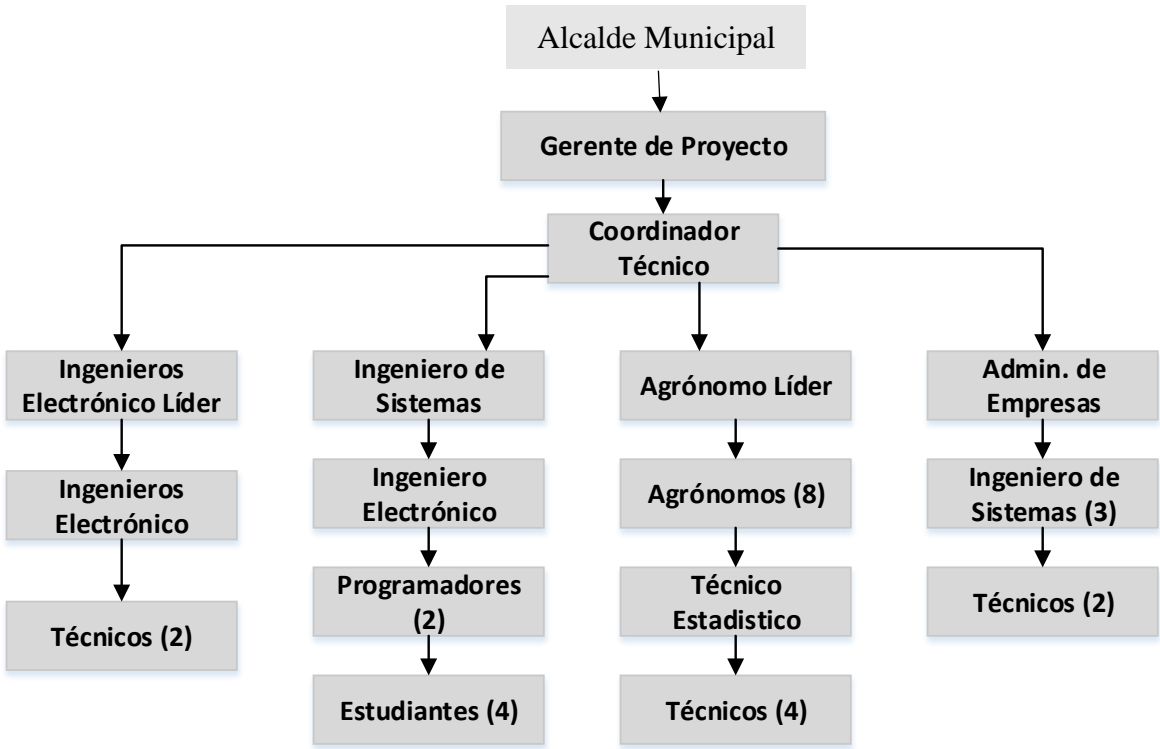 Alcalde Municipal
Gerente de Proyecto
Coordinador
Técnico
Ingenieros
Electrónico Líder
Ingeniero de
Sistemas
Agrónomo Líder
Admin. de
Empresas
Ingenieros
Electrónico
Ingeniero
Electrónico
Agrónomos (8)
Ingeniero de
Sistemas (3)
Técnicos (2)
Programadores
(2)
Técnico
Estadistico
Técnicos (2)
Estudiantes (4)
Técnicos (4)